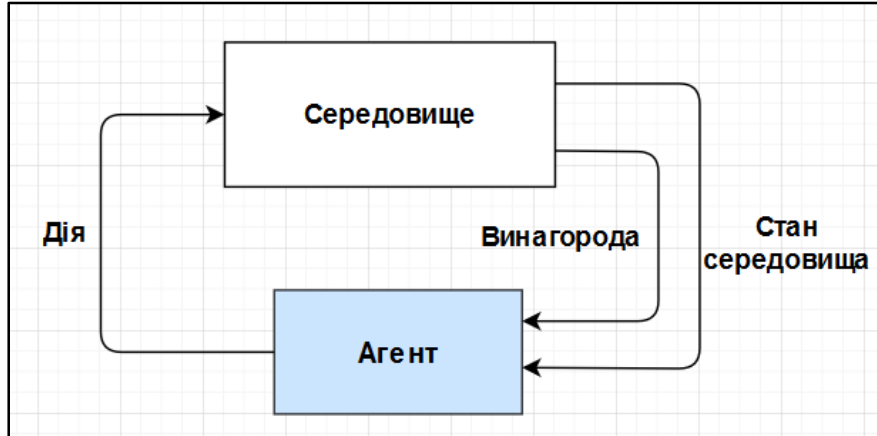 Середовище
Дія
Винагорода
Стан
середовища
Агент